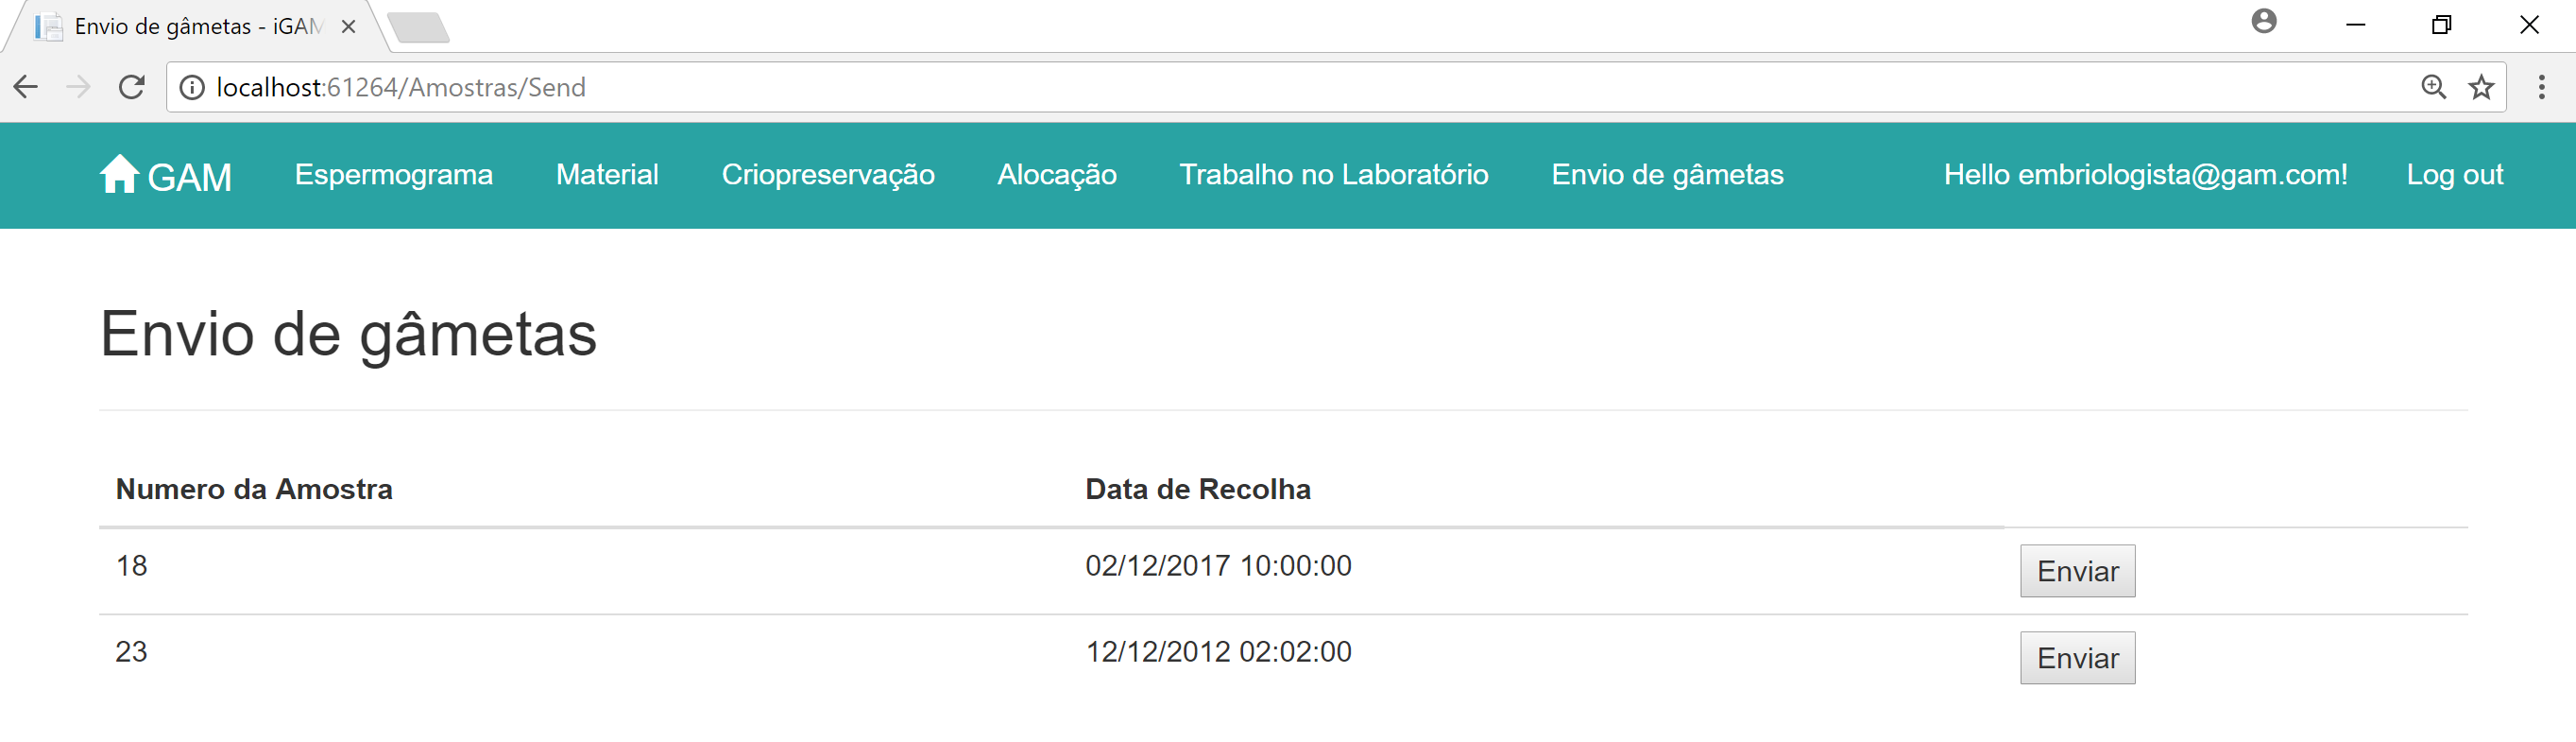 Envio de gâmetas - iGAM
localhost:61264/Amostras/Send
GAM Espermograma Material Criopreservação Alocação Trabalho no Laboratório Envio de gâmetas Hello embriologista@gam.com! Log out
Envio de gâmetas
Numero da Amostra Data de Recolha
18 02/12/2017 10:00:00 Enviar
23 12/12/2012 02:02:00 Enviar